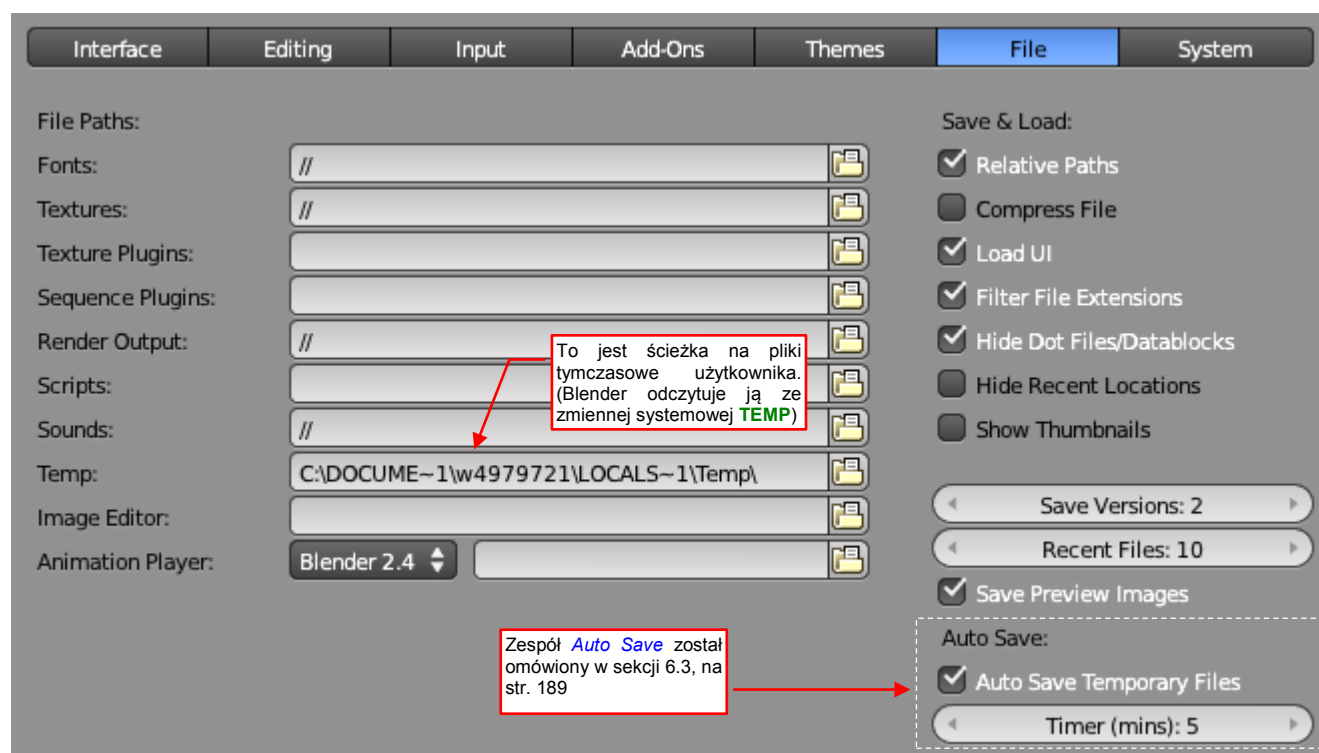 Interface Editing Input Add-Ons Themes File System
File Paths:
Fonts: //
Textures: //
Texture Plugins:
Sequence Plugins:
Render Output: //
Scripts:
Sounds: //
Temp: C:\DOCUME~1\w4979721\LOCALS~1\Temp\
Image Editor:
Animation Player: Blender 2.4
To jest ścieżka na pliki
tymczasowe użytkownika.
(Blender odczytuje ją ze
zmiennej systemowej TEMP)
Zespół Auto Save został
omówiony w sekcji 6.3, na
str. 189
Save & Load:
Relative Paths
Compress File
Load UI
Filter File Extensions
Hide Dot Files/Datablocks
Hide Recent Locations
Show Thumbnails
Save Versions: 2
Recent Files: 10
Save Preview Images
Auto Save:
Auto Save Temporary Files
Timer (mins): 5